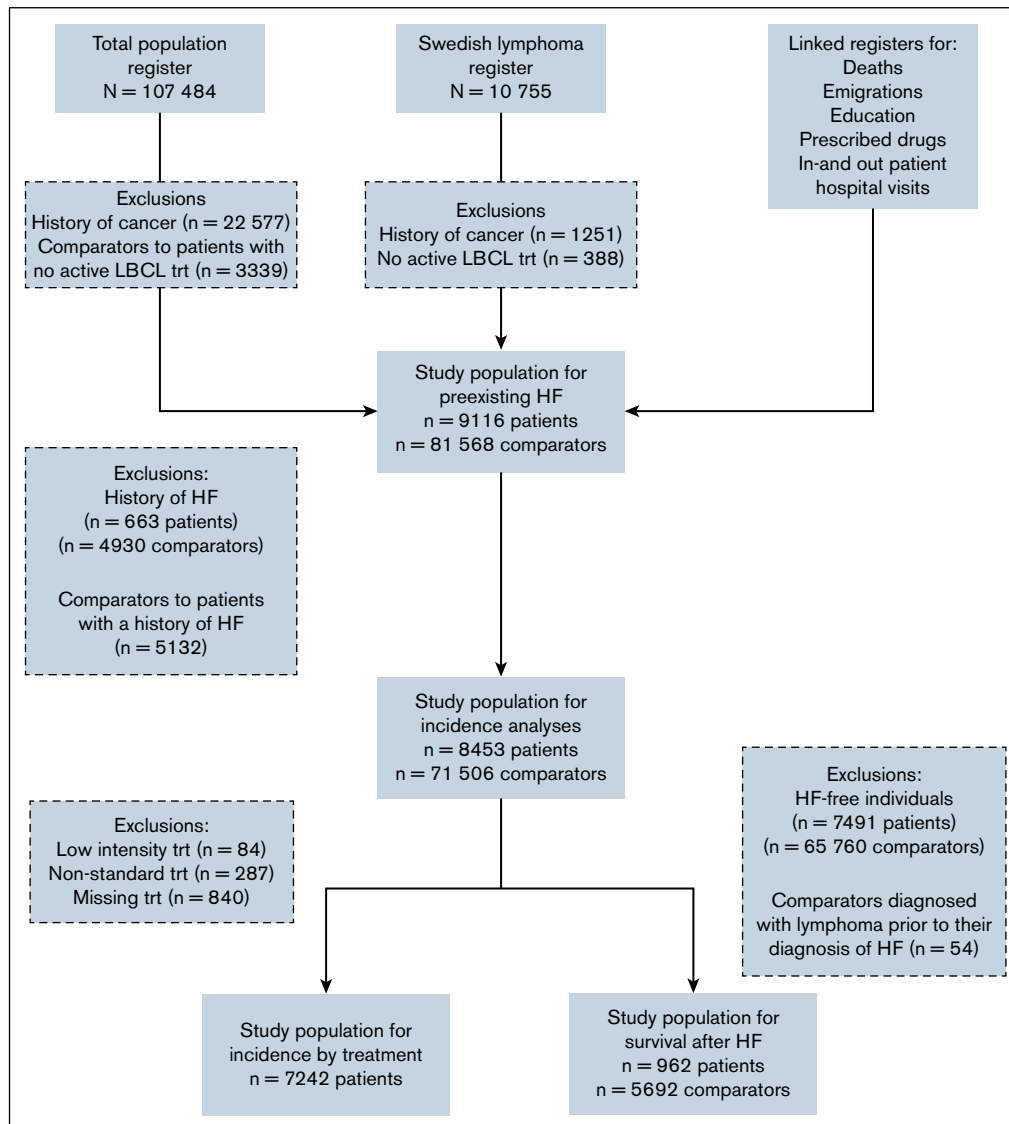 Total population
register
N = 107 484
Swedish lymphoma
register
N = 10 755
Linked registers for:
Deaths
Emigrations
Education
Prescribed drugs
In-and out patient
hospital visits
Exclusions
History of cancer (n = 22 577)
Comparators to patients with
no active LBCL trt (n = 3339)
Exclusions
History of cancer (n = 1251)
No active LBCL trt (n = 388)
Study population for
preexisting HF
n = 9116 patients
n = 81 568 comparators
Exclusions:
History of HF
(n = 663 patients)
(n = 4930 comparators)
Comparators to patients
with a history of HF
(n = 5132)
Study population for
incidence analyses
n = 8453 patients
n = 71 506 comparators
Exclusions:
Low intensity trt (n = 84)
Non-standard trt (n = 287)
Missing trt (n = 840)
Exclusions:
HF-free individuals
(n = 7491 patients)
(n = 65 760 comparators)
Comparators diagnosed
with lymphoma prior to their
diagnosis of HF (n = 54)
Study population for
incidence by treatment
n = 7242 patients
Study population for
survival after HF
n = 962 patients
n = 5692 comparators